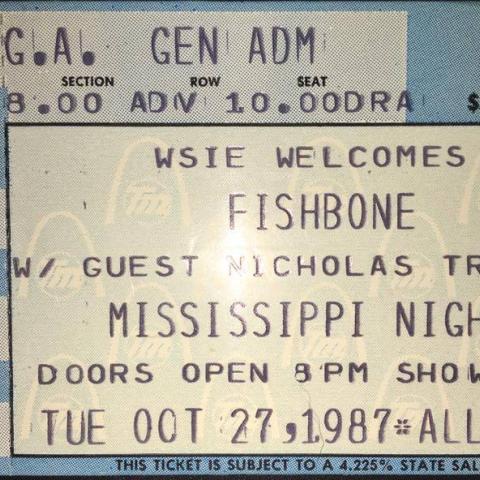 G.A. GEN ADM
SECTION ROW SEAT
8.00 ADV 10.00DRA $
WSIE WELCOMES
FISHBONE
W/ GUEST NICHOLAS TR
MISSISSIPPI NIGH
DOORS OPEN 8PM SHOW
TUE OCT 27,1987*ALL
THIS TICKET IS SUBJECT TO A 4.225% STATE SAL